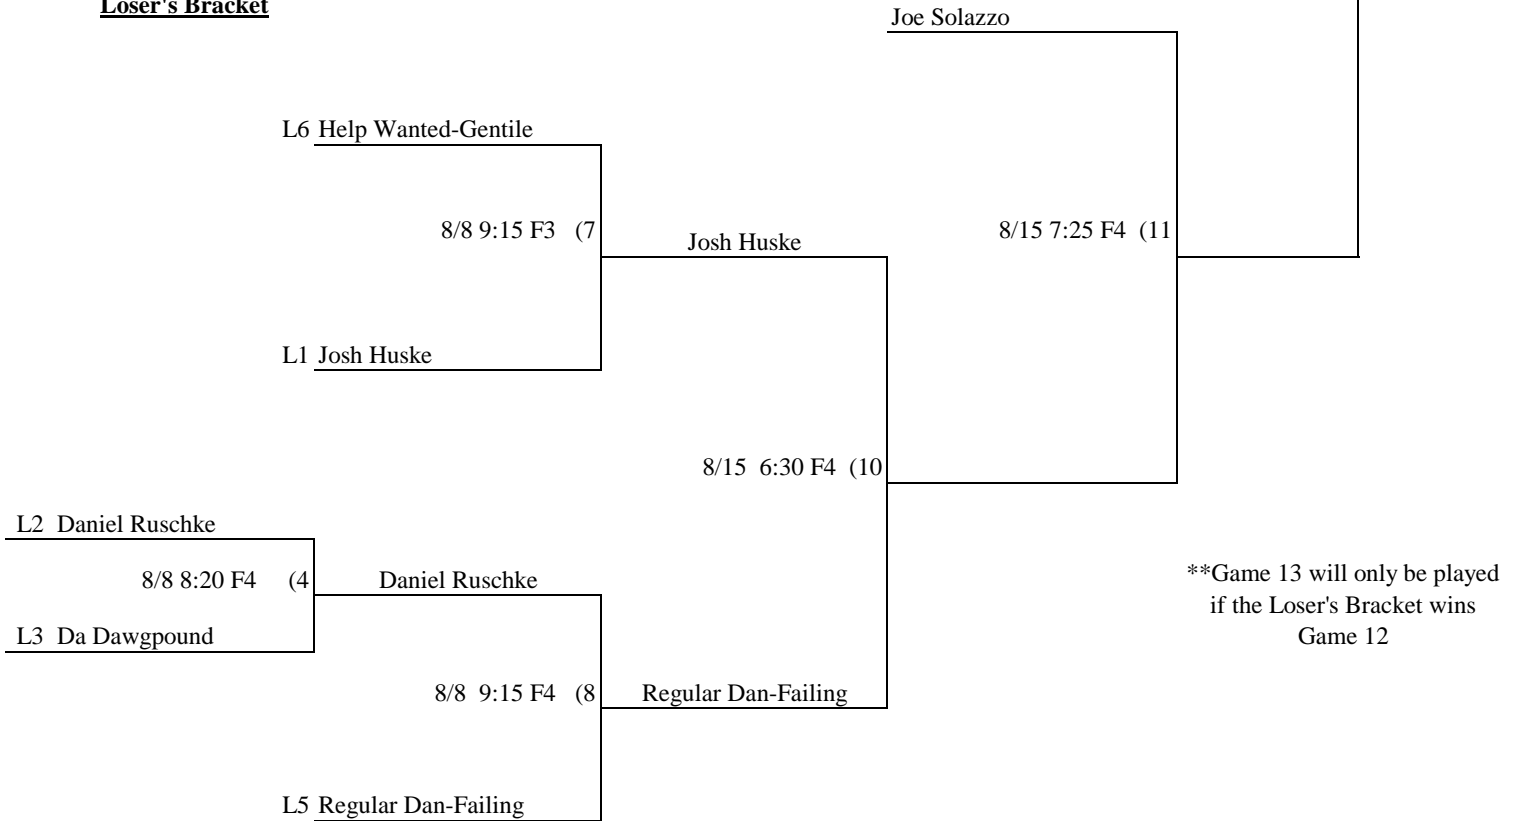 Loser's Bracket
Joe Solazzo
L6 Help Wanted-Gentile
8/8 9:15 F3 (7
Josh Huske
8/15 7:25 F4 (11
L1 Josh Huske
8/15 6:30 F4 (10
L2 Daniel Ruschke
8/8 8:20 F4 (4
Daniel Ruschke
**Game 13 will only be played
if the Loser's Bracket wins
Game 12
L3 Da Dawgpound
8/8 9:15 F4 (8
Regular Dan-Failing
L5 Regular Dan-Failing